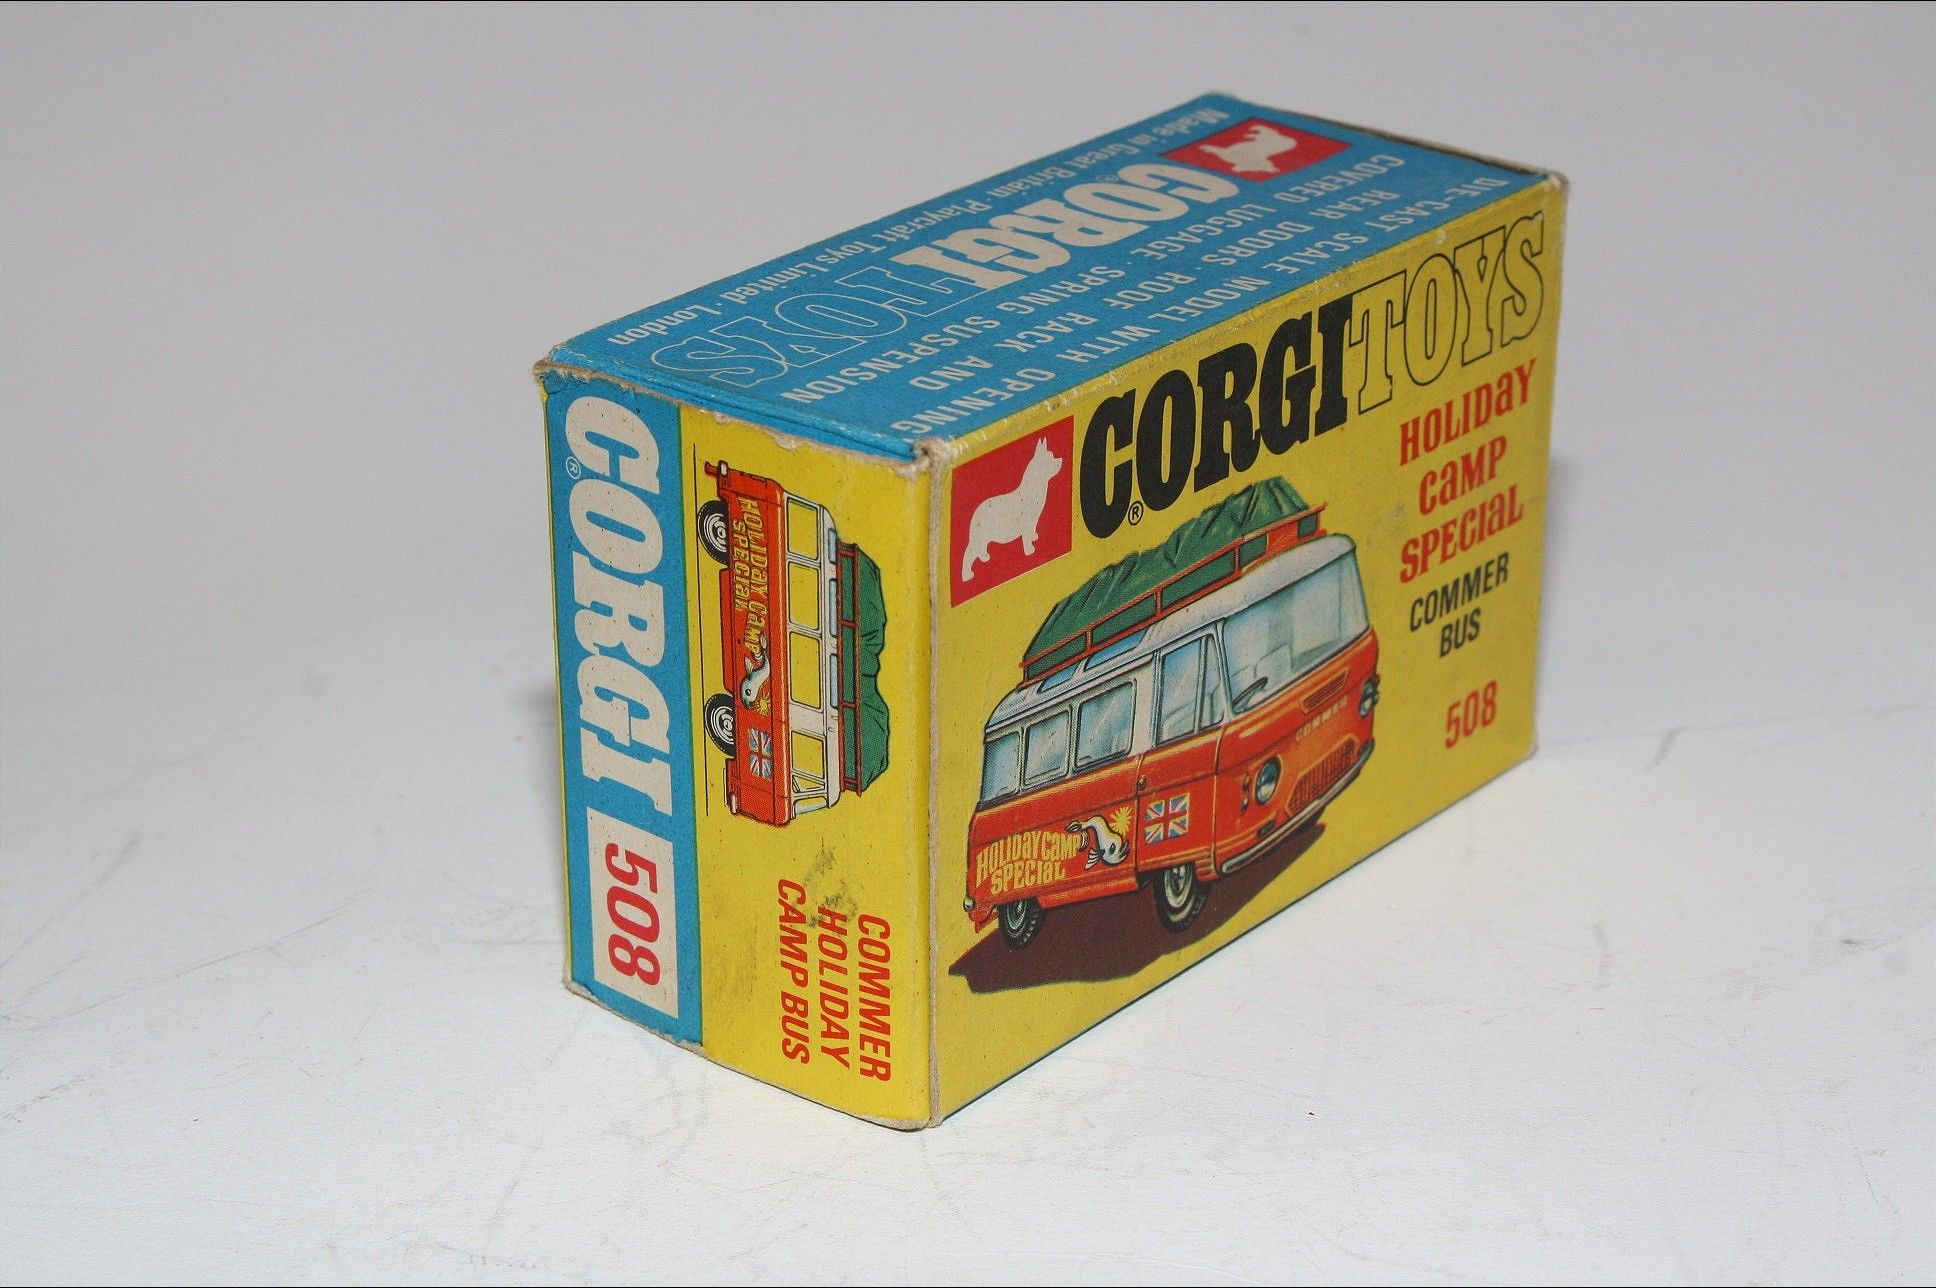 Made in Great Britain · Playcraft Toys Limited · London
CORGI TOYS
®
DIE-CAST SCALE MODEL WITH OPENING
REAR DOORS · ROOF RACK AND
COVERED LUGGAGE · SPRING SUSPENSION
CORGI TOYS
®
HOLIDAY
CAMP
SPECIAL
COMMER
BUS
508
COMMER
HOLIDAY CAMP
SPECIAL
CORGI 508
®
HOLIDAY CAMP
SPECIAL
COMMER
HOLIDAY
CAMP BUS